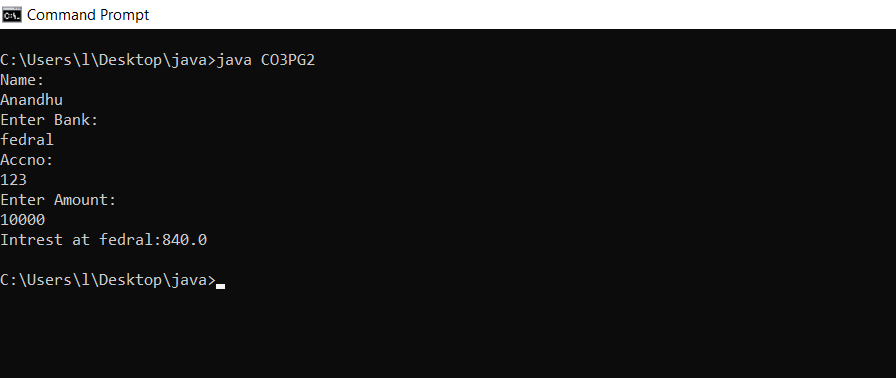 Command Prompt
C:\Users\l\Desktop\java>java CO3PG2
Name:
Anandhu
Enter Bank:
fedral
Accno:
123
Enter Amount:
10000
Intrest at fedral:840.0
C:\Users\l\Desktop\java>